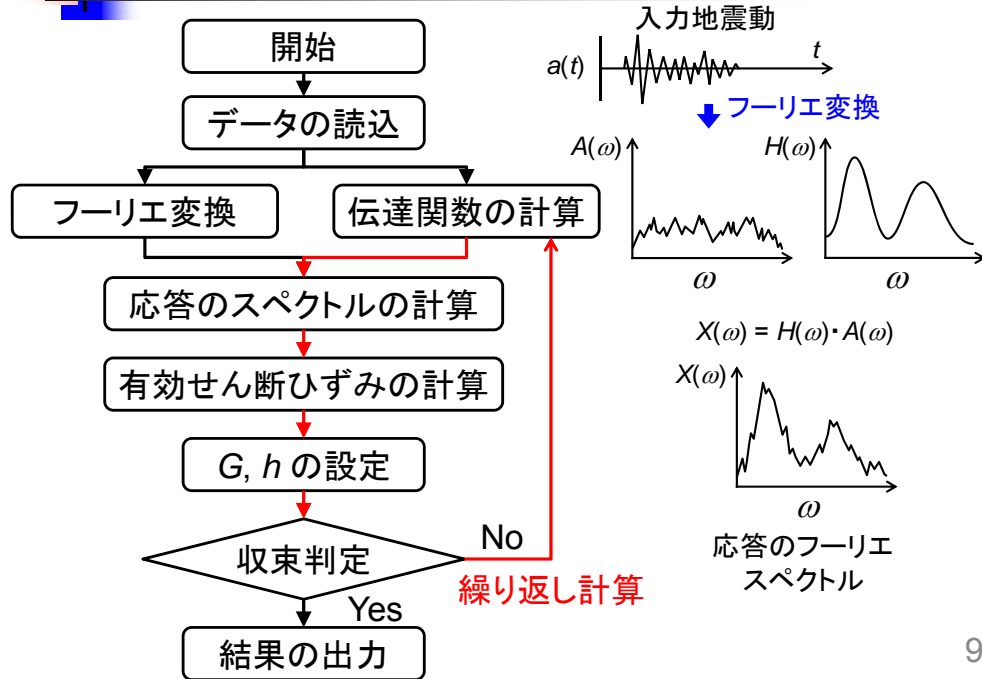 開始
データの読込
フーリエ変換
伝達関数の計算
応答のスペクトルの計算
有効せん断ひずみの計算
G, h の設定
収束判定
No
繰り返し計算
Yes
結果の出力
入力地震動
a(t)
t
フーリエ変換
A(ω)
ω
H(ω)
ω
X(ω) = H(ω)・A(ω)
X(ω)
ω
応答のフーリエ
スペクトル
9